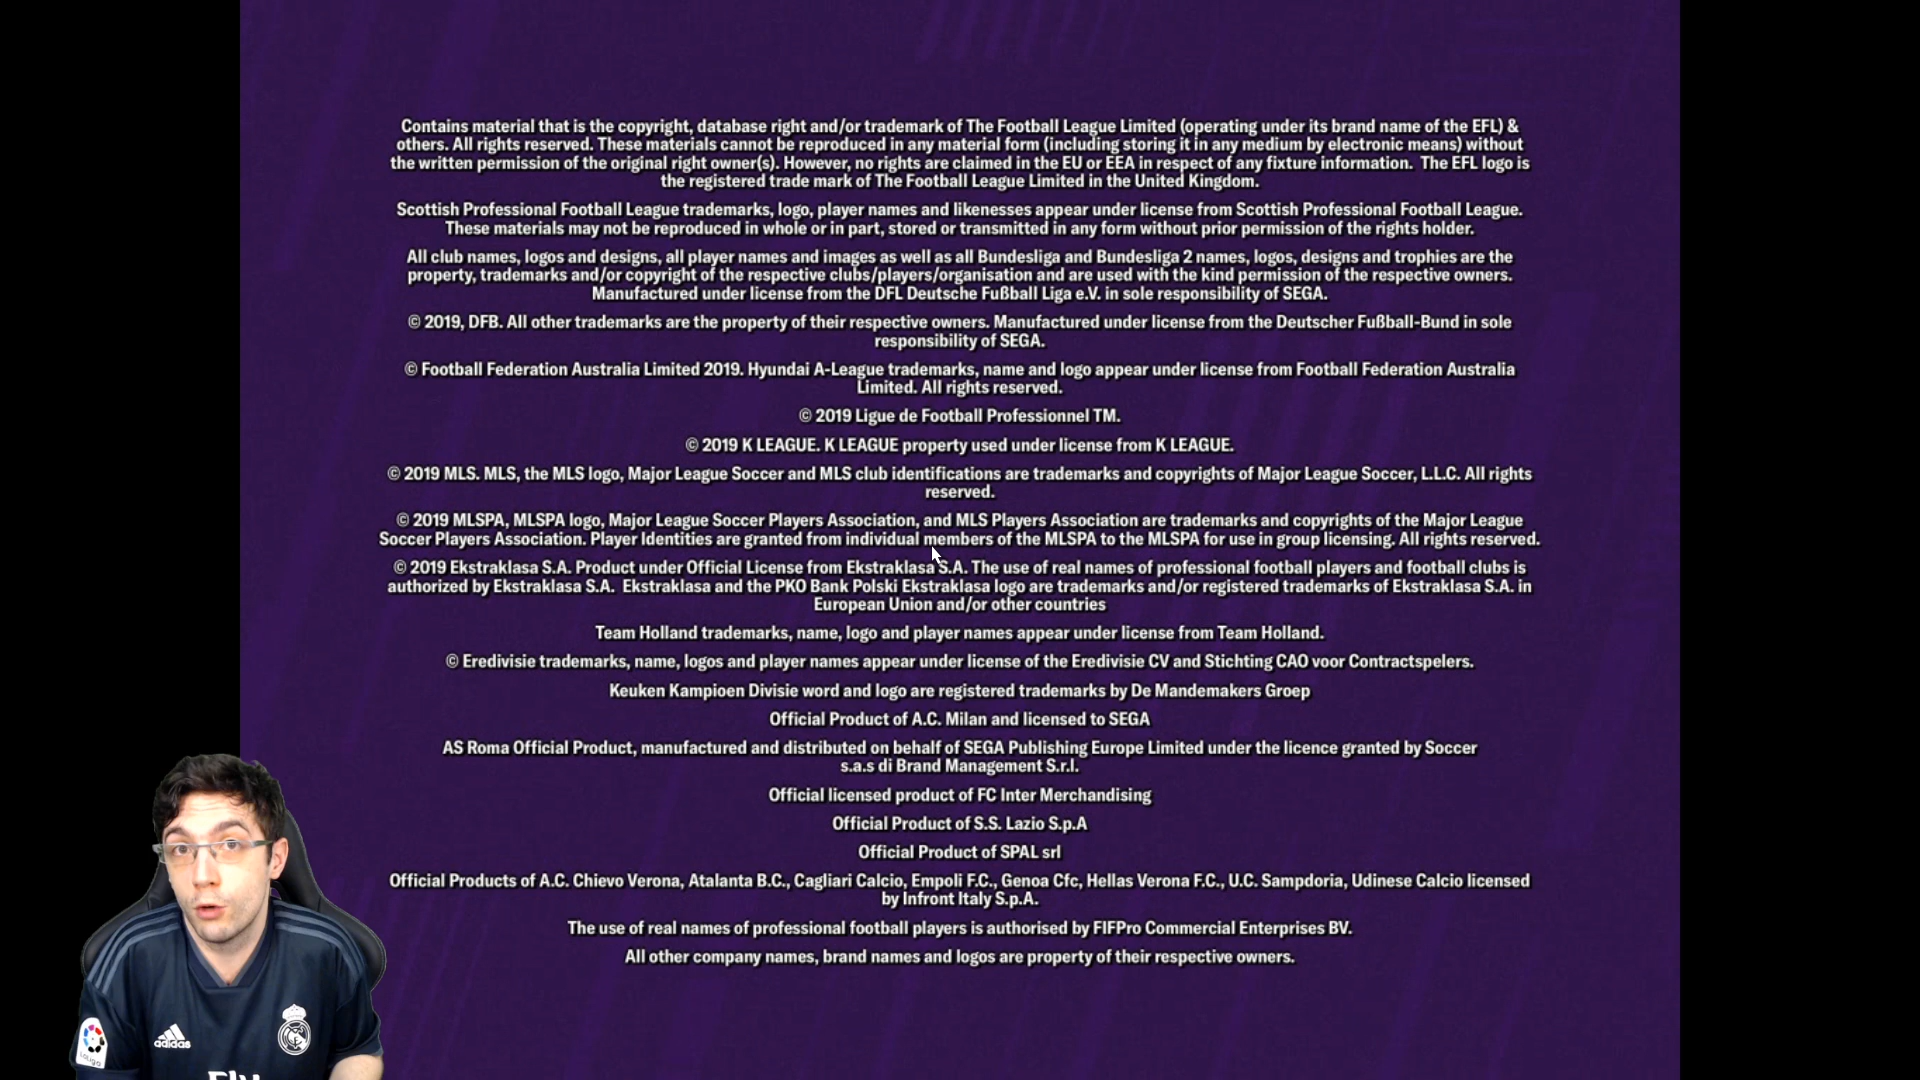 Contains material that is the copyright, database right and/or trademark of The Football League Limited (operating under its brand name of the EFL) &
others. All rights reserved. These materials cannot be reproduced in any material form (including storing it in any medium by electronic means) without
the written permission of the original right owner(s). However, no rights are claimed in the EU or EEA in respect of any fixture information.  The EFL logo is
the registered trade mark of The Football League Limited in the United Kingdom.
Scottish Professional Football League trademarks, logo, player names and likenesses appear under license from Scottish Professional Football League.
These materials may not be reproduced in whole or in part, stored or transmitted in any form without prior permission of the rights holder.
All club names, logos and designs, all player names and images as well as all Bundesliga and Bundesliga 2 names, logos, designs and trophies are the
property, trademarks and/or copyright of the respective clubs/players/organisation and are used with the kind permission of the respective owners.
Manufactured under license from the DFL Deutsche Fußball Liga e.V. in sole responsibility of SEGA.
© 2019, DFB. All other trademarks are the property of their respective owners. Manufactured under license from the Deutscher Fußball-Bund in sole
responsibility of SEGA.
© Football Federation Australia Limited 2019. Hyundai A-League trademarks, name and logo appear under license from Football Federation Australia
Limited. All rights reserved.
© 2019 Ligue de Football Professionnel TM.
© 2019 K LEAGUE. K LEAGUE property used under license from K LEAGUE.
© 2019 MLS. MLS, the MLS logo, Major League Soccer and MLS club identifications are trademarks and copyrights of Major League Soccer, L.L.C. All rights
reserved.
© 2019 MLSPA, MLSPA logo, Major League Soccer Players Association, and MLS Players Association are trademarks and copyrights of the Major League
Soccer Players Association. Player Identities are granted from individual members of the MLSPA to the MLSPA for use in group licensing. All rights reserved.
© 2019 Ekstraklasa S.A. Product under Official License from Ekstraklasa S.A. The use of real names of professional football players and football clubs is
authorized by Ekstraklasa S.A.  Ekstraklasa and the PKO Bank Polski Ekstraklasa logo are trademarks and/or registered trademarks of Ekstraklasa S.A. in
European Union and/or other countries
Team Holland trademarks, name, logo and player names appear under license from Team Holland.
© Eredivisie trademarks, name, logos and player names appear under license of the Eredivisie CV and Stichting CAO voor Contractspelers.
Keuken Kampioen Divisie word and logo are registered trademarks by De Mandemakers Groep
Official Product of A.C. Milan and licensed to SEGA
AS Roma Official Product, manufactured and distributed on behalf of SEGA Publishing Europe Limited under the licence granted by Soccer
s.a.s di Brand Management S.r.l.
Official licensed product of FC Inter Merchandising
Official Product of S.S. Lazio S.p.A
Official Product of SPAL srl
Official Products of A.C. Chievo Verona, Atalanta B.C., Cagliari Calcio, Empoli F.C., Genoa Cfc, Hellas Verona F.C., U.C. Sampdoria, Udinese Calcio licensed
by Infront Italy S.p.A.
The use of real names of professional football players is authorised by FIFPro Commercial Enterprises BV.
All other company names, brand names and logos are property of their respective owners.
adidas
LaLiga